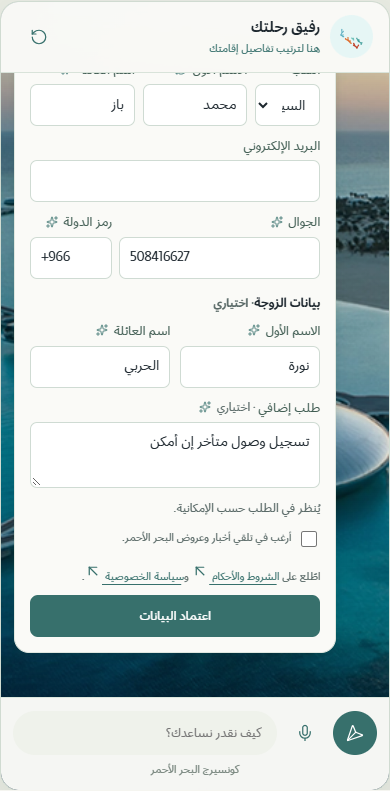 رفيق رحلتك
هنا لترتيب تفاصيل إقامتك
السي محمد باز
البريد الإلكتروني
الجوال رمز الدولة
508416627 +966
بيانات الزوجة · اختياري
الاسم الأول اسم العائلة
نورة الحربي
طلب إضافي · اختياري
تسجيل وصول متأخر إن أمكن
يُنظر في الطلب حسب الإمكانية.
أرغب في تلقي أخبار وعروض البحر الأحمر.
اطّلع على الشروط والأحكام وسياسة الخصوصية .
اعتماد البيانات
كيف نقدر نساعدك؟
كونسيرج البحر الأحمر